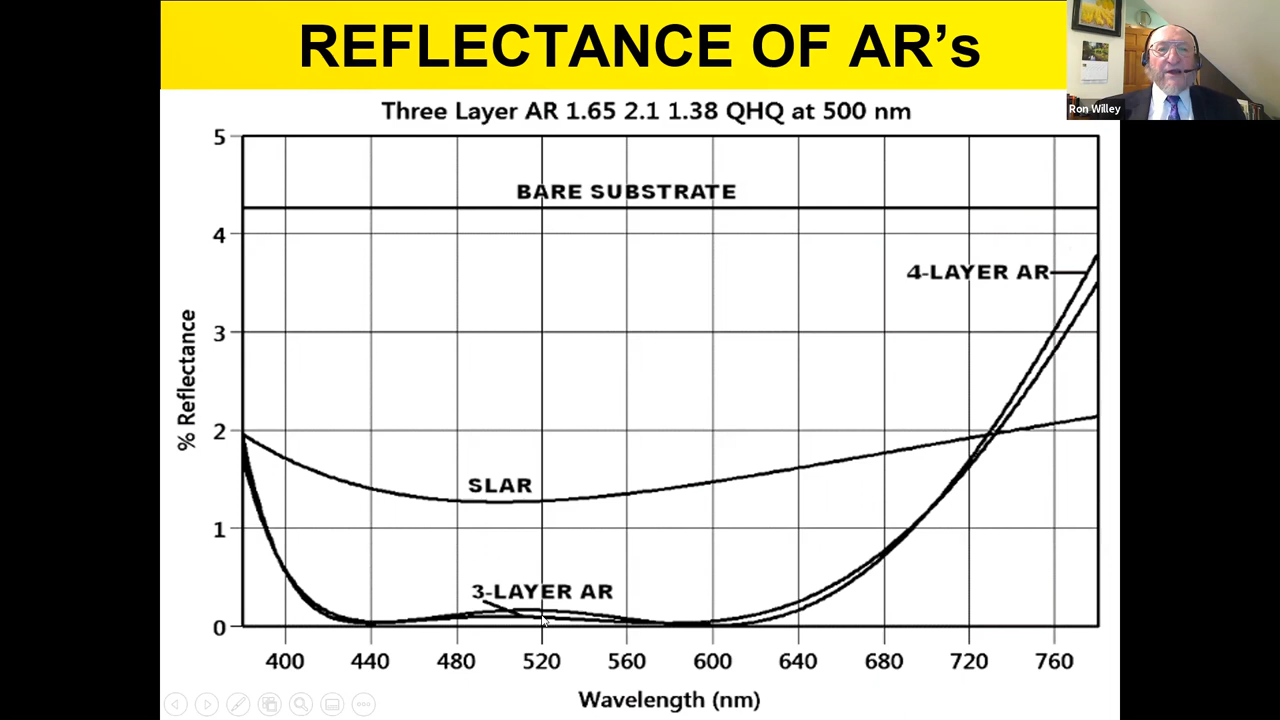 REFLECTANCE OF AR's
Ron Willey
Three Layer AR 1.65 2.1 1.38 QHQ at 500 nm
5
BARE SUBSTRATE
4
4-LAYER AR
3
% Reflectance
2
SLAR
1
3-LAYER AR
0
400 440 480 520 560 600 640 680 720 760
Wavelength (nm)